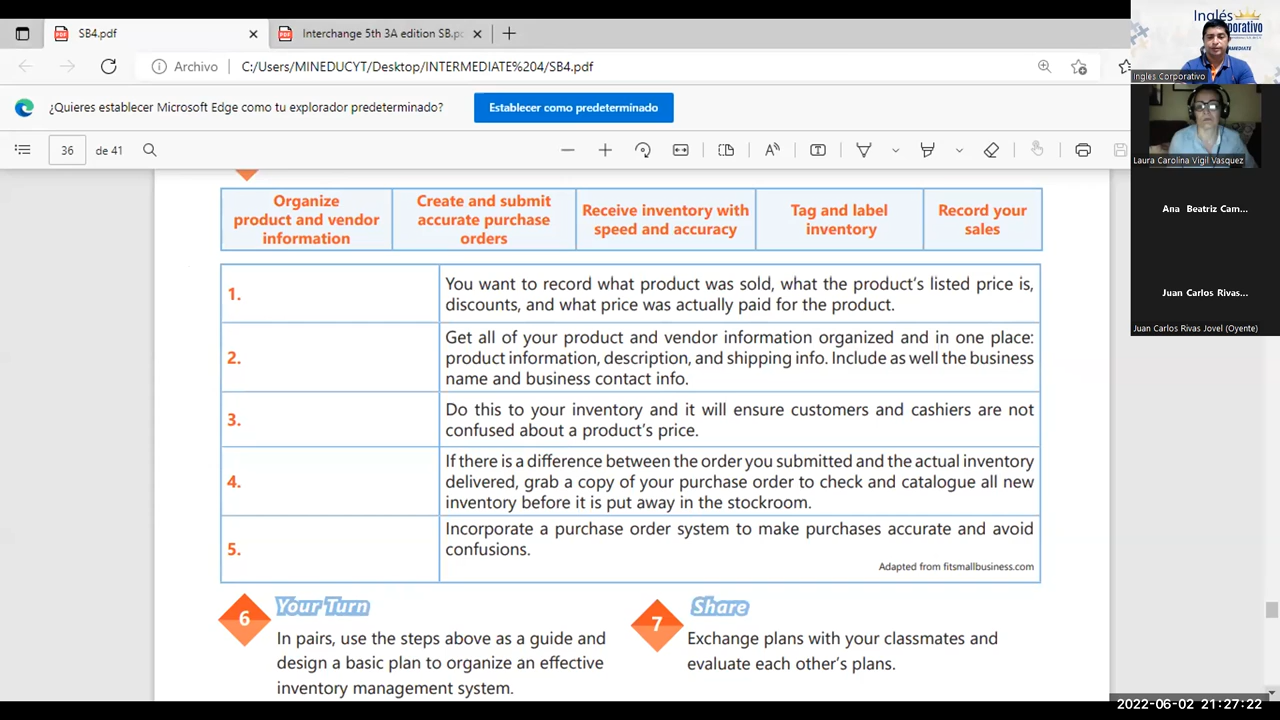 SB4.pdf
Interchange 5th 3A edition SB.pc
Archivo
C:/Users/MINEDUCYT/Desktop/INTERMEDIATE%204/SB4.pdf
¿Quieres establecer Microsoft Edge como tu explorador predeterminado?
Establecer como predeterminado
36
de 41
Organize
product and vendor
information
Create and submit
accurate purchase
orders
Receive inventory with
speed and accuracy
Tag and label
inventory
Record your
sales
1.
You want to record what product was sold, what the product's listed price is,
discounts, and what price was actually paid for the product.
2.
Get all of your product and vendor information organized and in one place:
product information, description, and shipping info. Include as well the business
name and business contact info.
3.
Do this to your inventory and it will ensure customers and cashiers are not
confused about a product's price.
4.
If there is a difference between the order you submitted and the actual inventory
delivered, grab a copy of your purchase order to check and catalogue all new
inventory before it is put away in the stockroom.
5.
Incorporate a purchase order system to make purchases accurate and avoid
confusions.
Adapted from fitsmallbusiness.com
6
Your Turn
In pairs, use the steps above as a guide and
design a basic plan to organize an effective
inventory management system.
7
Share
Exchange plans with your classmates and
evaluate each other's plans.
Inglés
Ingles Corporativo
Laura Carolina Vigil Vasquez
Ana Beatriz Cam...
Juan Carlos Rivas...
Juan Carlos Rivas Jovel (Oyente)
2022-06-02 21:27:22